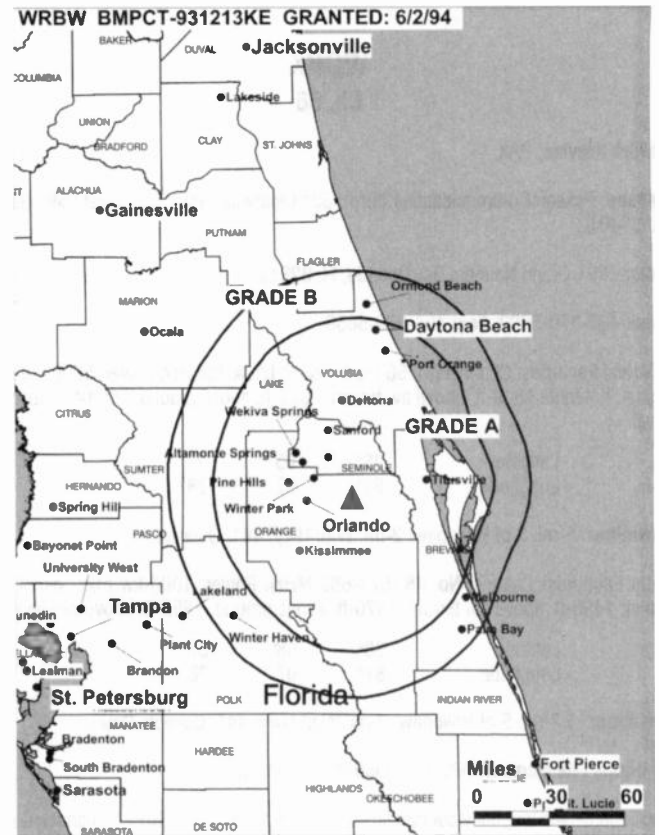 WRBW BMPCT-931213KE GRANTED: 6/2/94
BAKER
DUVAL
Jacksonville
COLUMBIA
Lakeside
UNION
BRADFORD
CLAY
ST. JOHNS
ALACHUA
Gainesville
PUTNAM
FLAGLER
Ormond Beach
MARION
GRADE B
Ocala
Daytona Beach
Port Orange
LAKE
VOLUSIA
Deltona
Wekiva Springs
CITRUS
Sanford
GRADE A
Altamonte Springs
SUMTER
SEMINOLE
HERNANDO
Pine Hills
Titusville
Spring Hill
Winter Park
PASCO
ORANGE
Orlando
Bayonet Point
Kissimmee
BREV
University West
Lakeland
Melbourne
unedin
Tampa
Winter Haven
Palm Bay
Plant City
Lealman
Brandon
St. Petersburg
POLK
Florida
INDIAN RIVER
MANATEE
Bradenton
HARDEE
South Bradenton
HIGHLANDS
Miles
Fort Pierce
Sarasota
OKEECHOBEE
P
t. Lucie
0 30 60
SARASOTA
DE SOTO